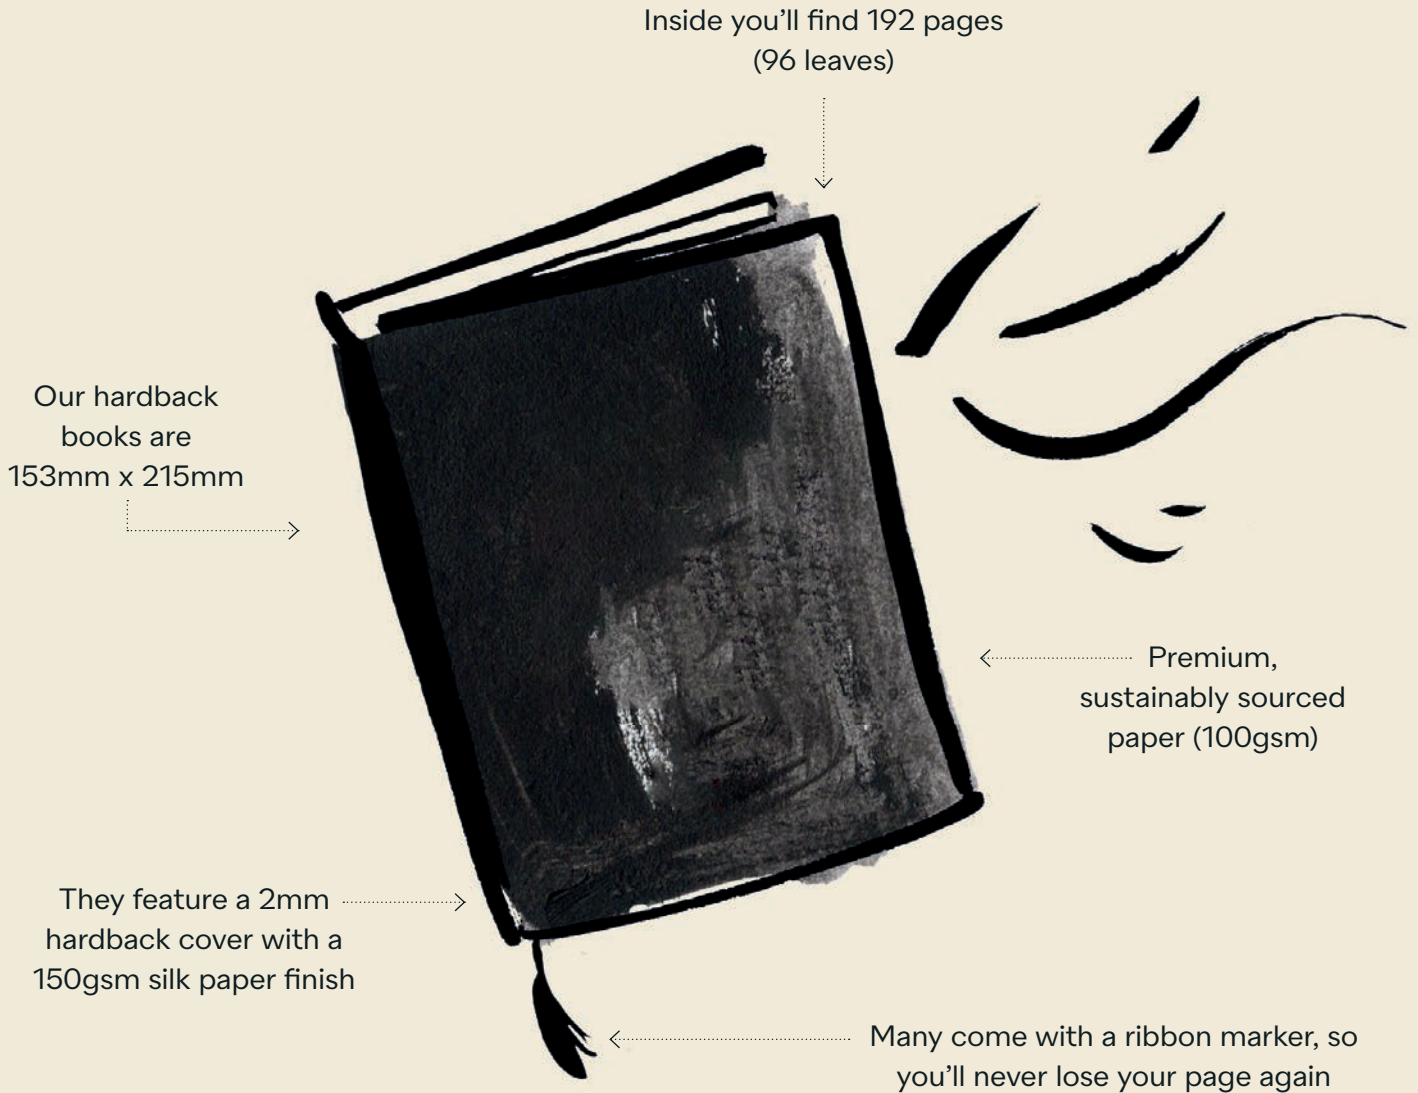 Inside you’ll find 192 pages
(96 leaves)
Our hardback
books are
153mm x 215mm
Premium,
sustainably sourced
paper (100gsm)
They feature a 2mm
hardback cover with a
150gsm silk paper finish
Many come with a ribbon marker, so
you’ll never lose your page again